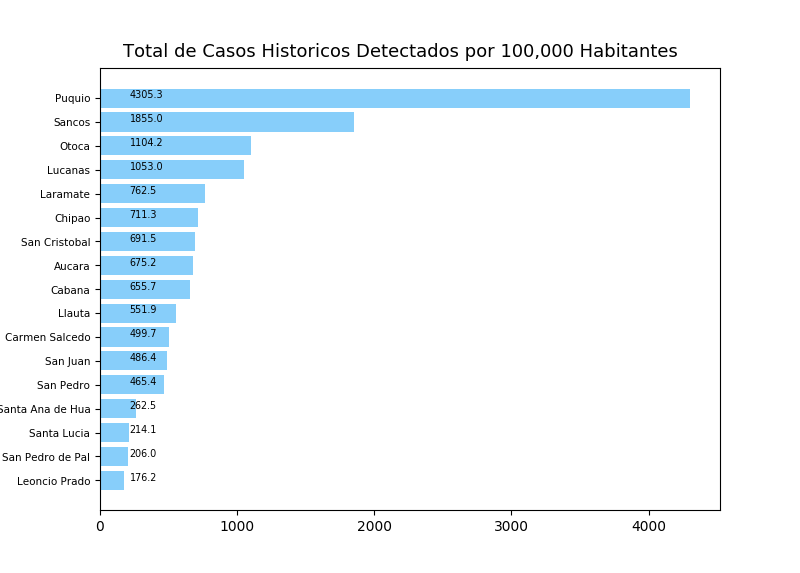 Total de Casos Historicos Detectados por 100,000 Habitantes
Puquio 4305.3
Sancos 1855.0
Otoca 1104.2
Lucanas 1053.0
Laramate 762.5
Chipao 711.3
San Cristobal 691.5
Aucara 675.2
Cabana 655.7
Llauta 551.9
Carmen Salcedo 499.7
San Juan 486.4
San Pedro 465.4
Santa Ana de Hua 262.5
Santa Lucia 214.1
San Pedro de Pal 206.0
Leoncio Prado 176.2
0 1000 2000 3000 4000